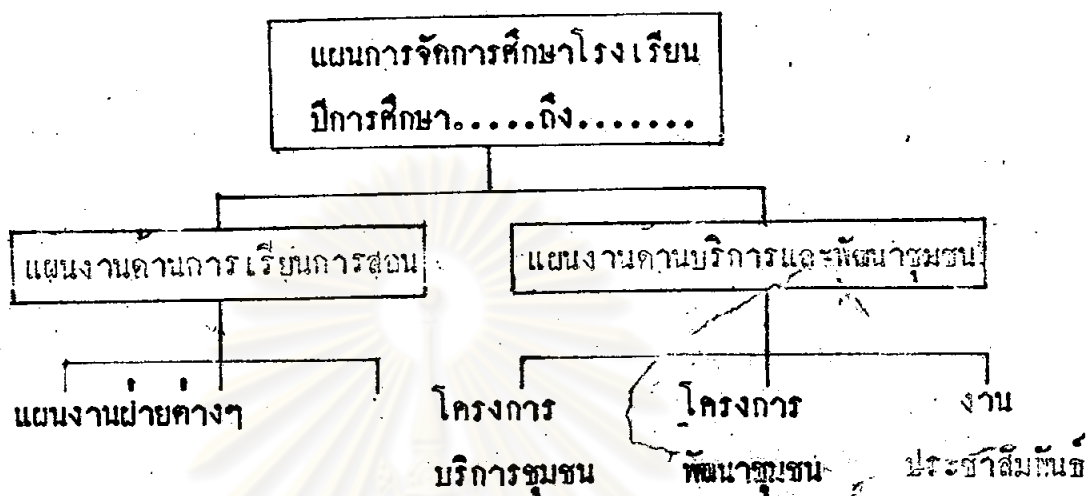 แผนการจัดการศึกษาโรงเรียน
ปีการศึกษา.....ถึง.......
แผนงานด้านการเรียนการสอน
แผนงานด้านบริการและพัฒนาชุมชน
แผนงานฝ่ายต่างๆ
โครงการ
บริการชุมชน
โครงการ
พัฒนาชุมชน
งาน
ประชาสัมพันธ์